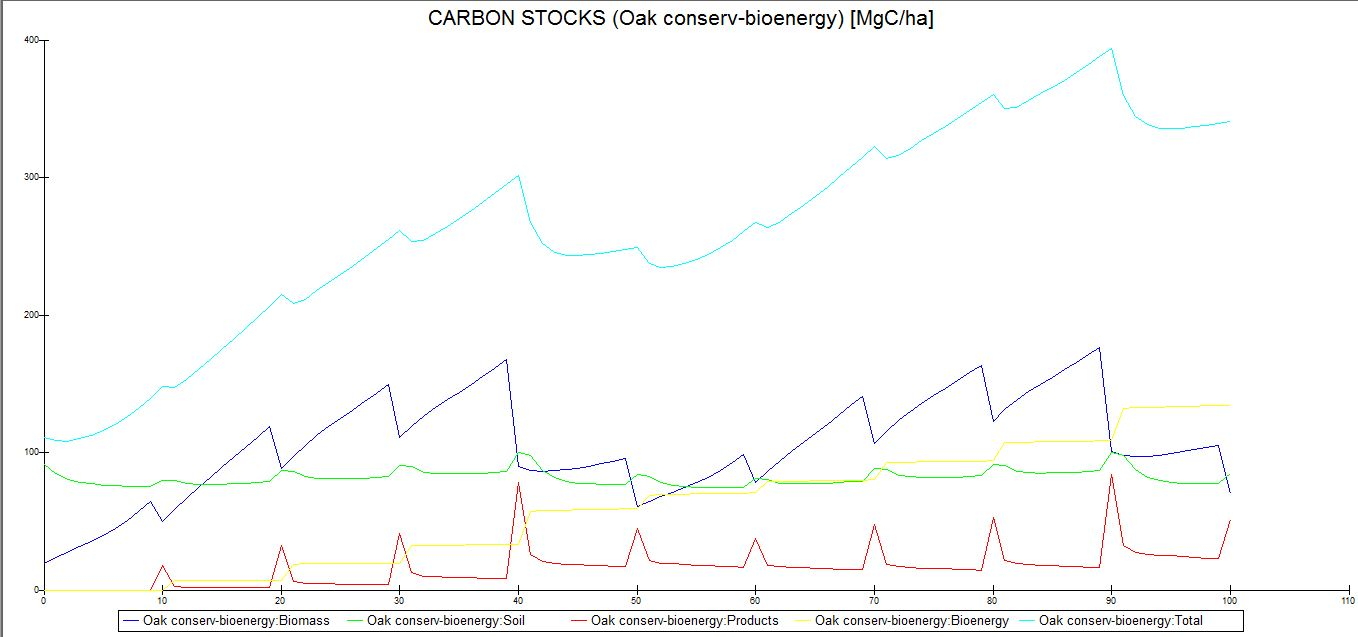 CARBON STOCKS (Oak conserv-bioenergy) [MgC/ha]
400
300
200
100
0
0 10 20 30 40 50 60 70 80 90 100 110
Oak conserv-bioenergy:Biomass Oak conserv-bioenergy:Soil Oak conserv-bioenergy:Products Oak conserv-bioenergy:Bioenergy Oak conserv-bioenergy:Total